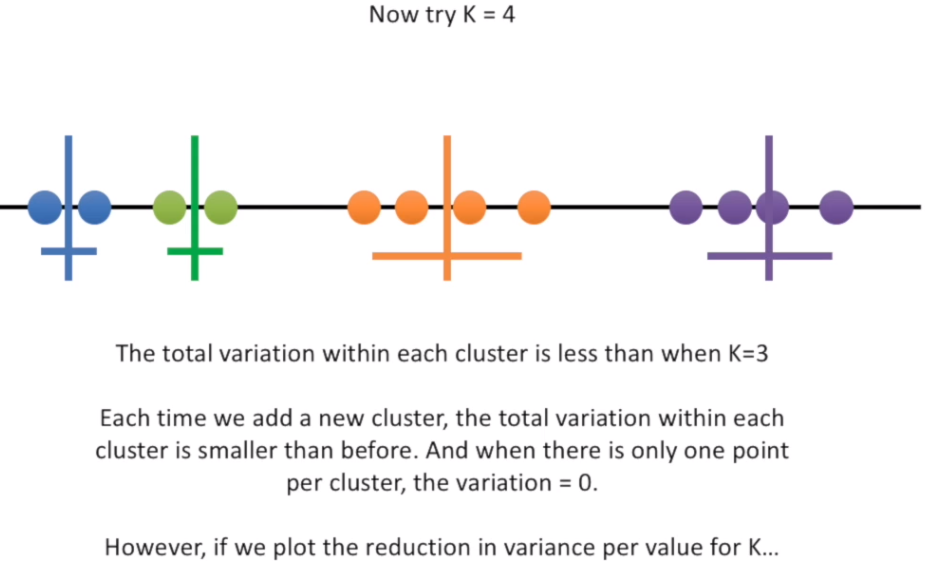 Now try K = 4
The total variation within each cluster is less than when K=3
Each time we add a new cluster, the total variation within each
cluster is smaller than before. And when there is only one point
per cluster, the variation = 0.
However, if we plot the reduction in variance per value for K...